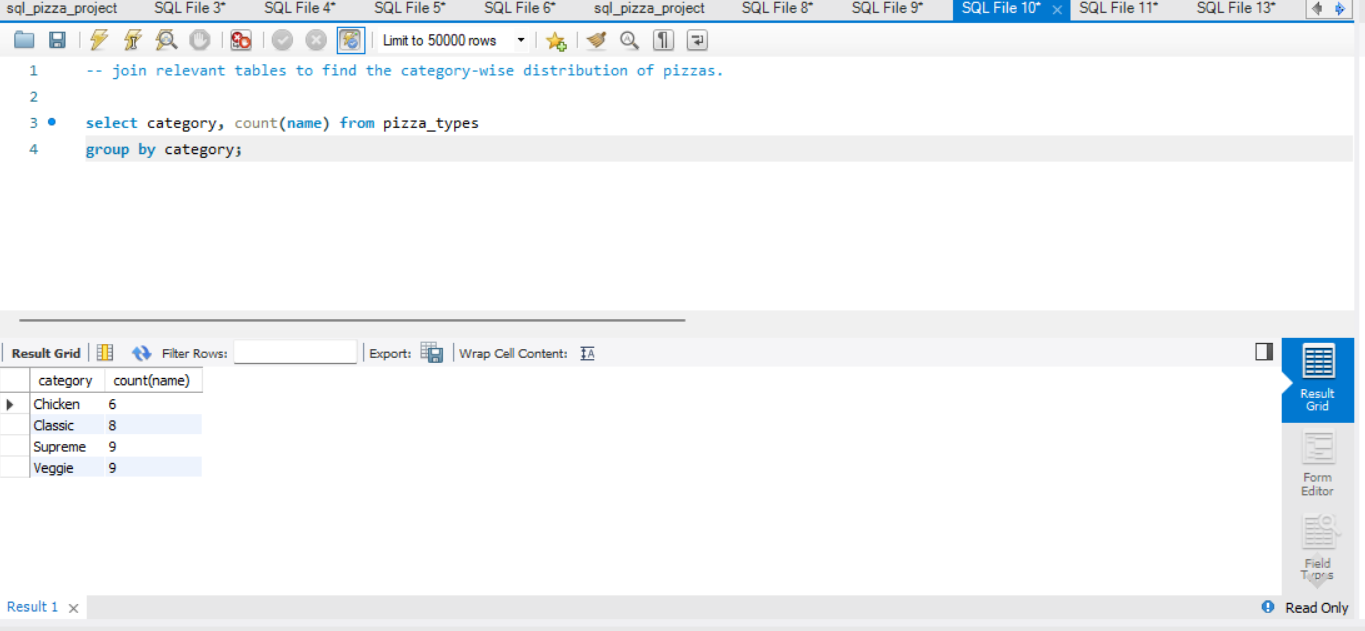 sql_pizza_project SQL File 3* SQL File 4* SQL File 5* SQL File 6* sql_pizza_project SQL File 8* SQL File 9* SQL File 10* SQL File 11* SQL File 13*
Limit to 50000 rows
1 -- join relevant tables to find the category-wise distribution of pizzas.
2
3 select category, count(name) from pizza_types
4 group by category;
Result Grid Filter Rows: Export: Wrap Cell Content:
category count(name)
Chicken 6
Classic 8
Supreme 9
Veggie 9
Result
Grid
Form
Editor
Field
Types
Result 1 Read Only